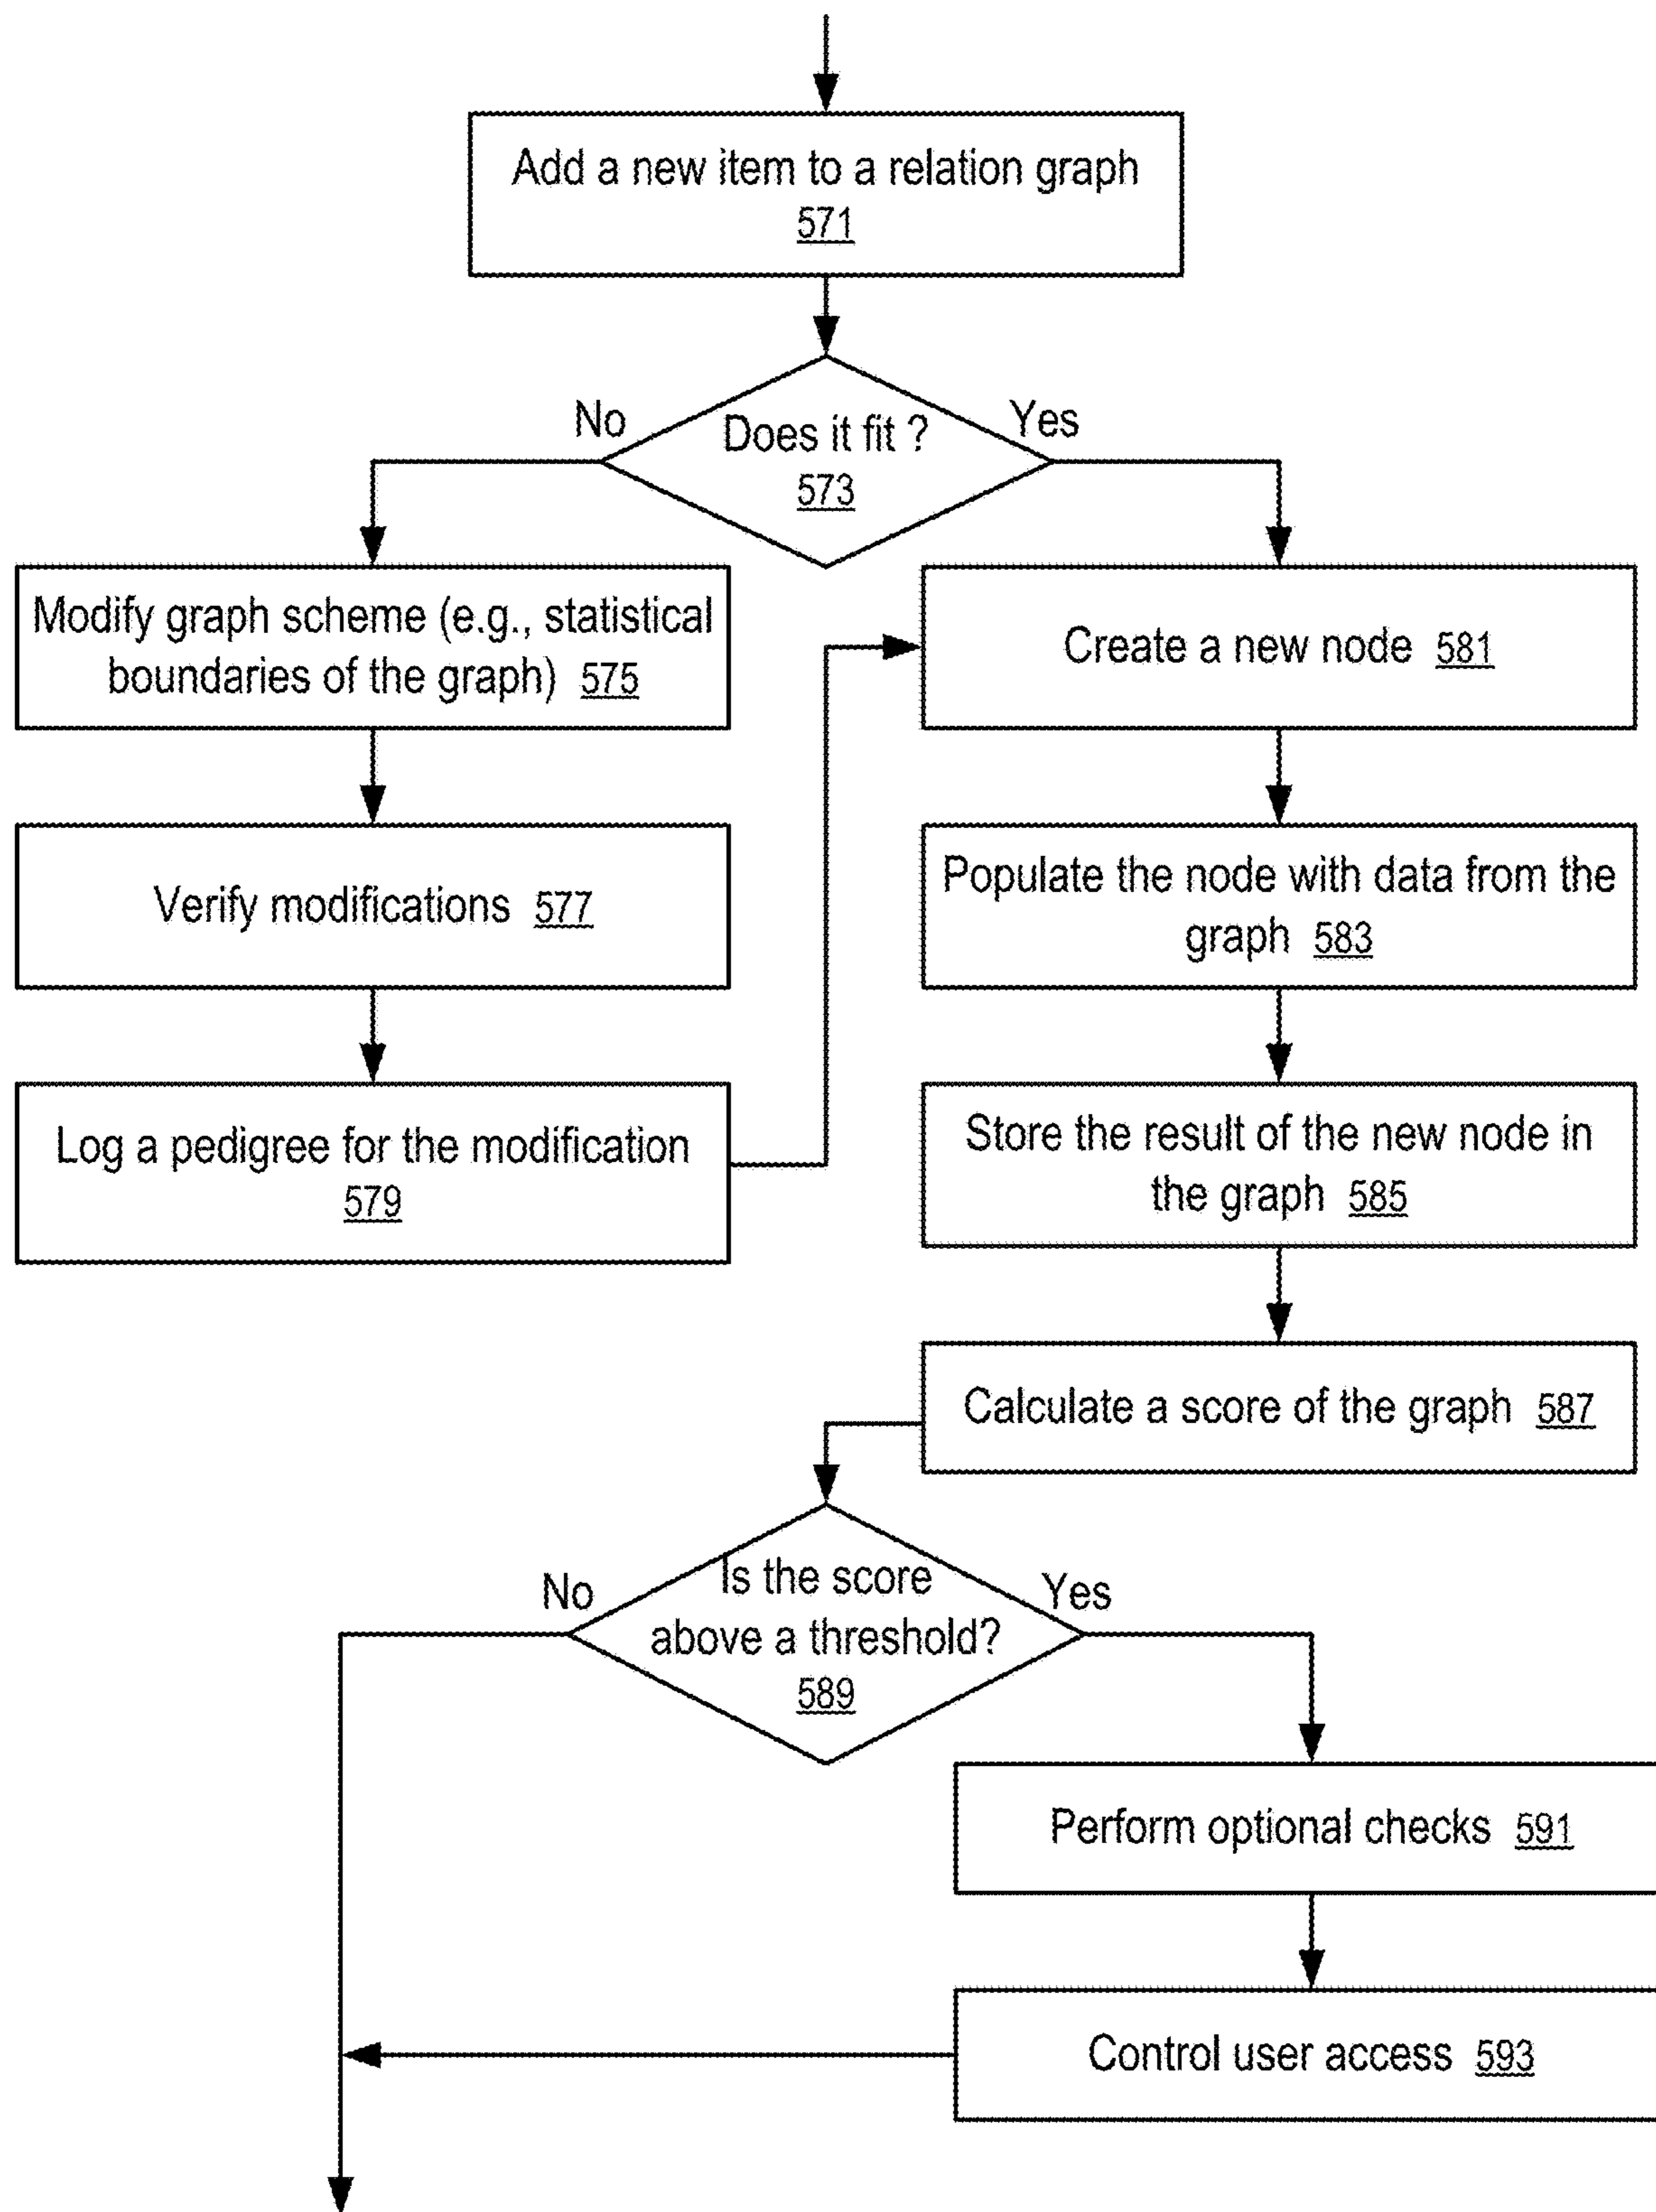 Add a new item to a relation graph
571
No
Yes
Does it fit ?
573
Modify graph scheme (e.g., statistical
boundaries of the graph) 575
Create a new node 581
Verify modifications 577
Populate the node with data from the
graph 583
Log a pedigree for the modification
579
Store the result of the new node in
the graph 585
Calculate a score of the graph 587
No
Yes
Is the score
above a threshold?
589
Perform optional checks 591
Control user access 593